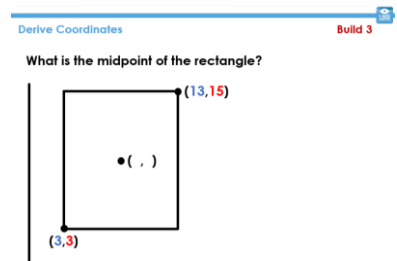 Derive Coordinates
Build 3
What is the midpoint of the rectangle?
(13,15)
( , )
(3,3)